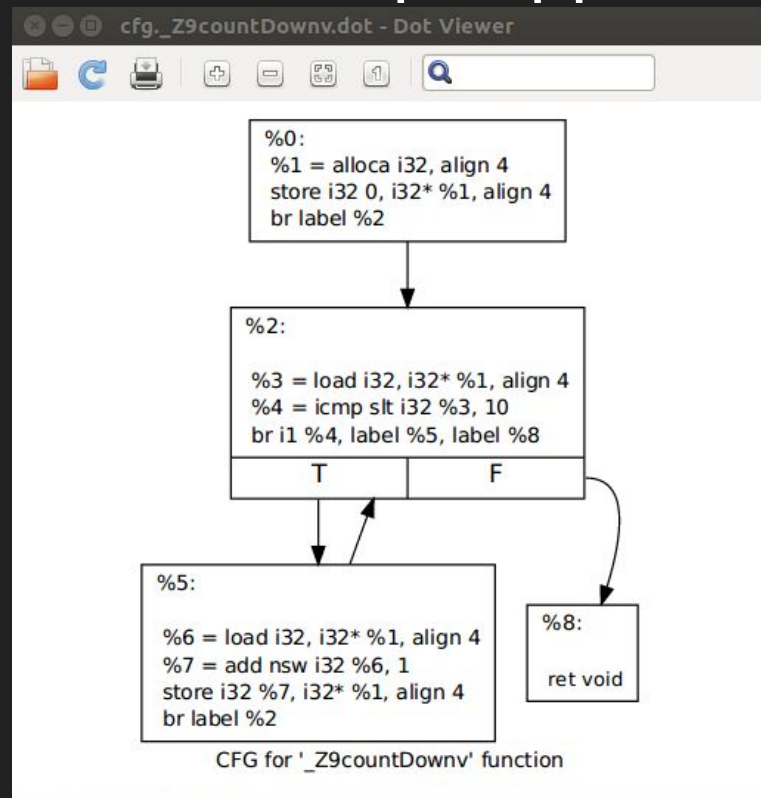 cfg._Z9countDownv.dot - Dot Viewer
%0:
%1 = alloca i32, align 4
store i32 0, i32* %1, align 4
br label %2
%2:
%3 = load i32, i32* %1, align 4
%4 = icmp slt i32 %3, 10
br i1 %4, label %5, label %8
T F
%5:
%6 = load i32, i32* %1, align 4
%7 = add nsw i32 %6, 1
store i32 %7, i32* %1, align 4
br label %2
%8:
ret void
CFG for '_Z9countDownv' function